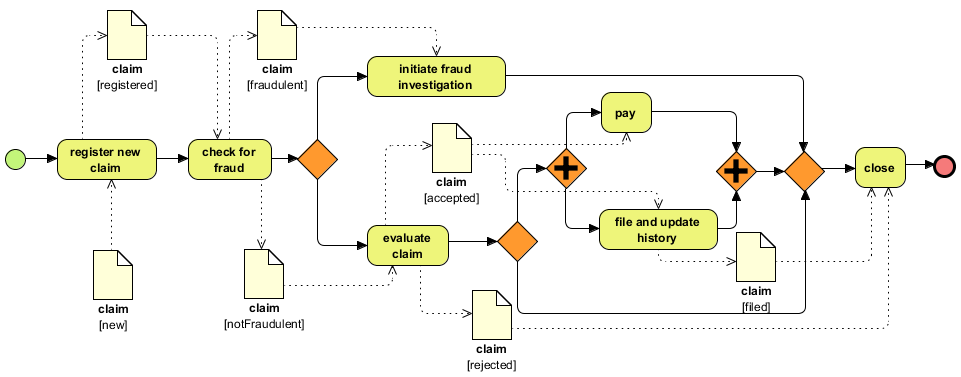 claim
[registered]
claim
[fraudulent]
initiate fraud
investigation
pay
register new
claim
check for
fraud
claim
[accepted]
close
evaluate
claim
file and update
history
claim
[new]
claim
[notFraudulent]
claim
[filed]
claim
[rejected]